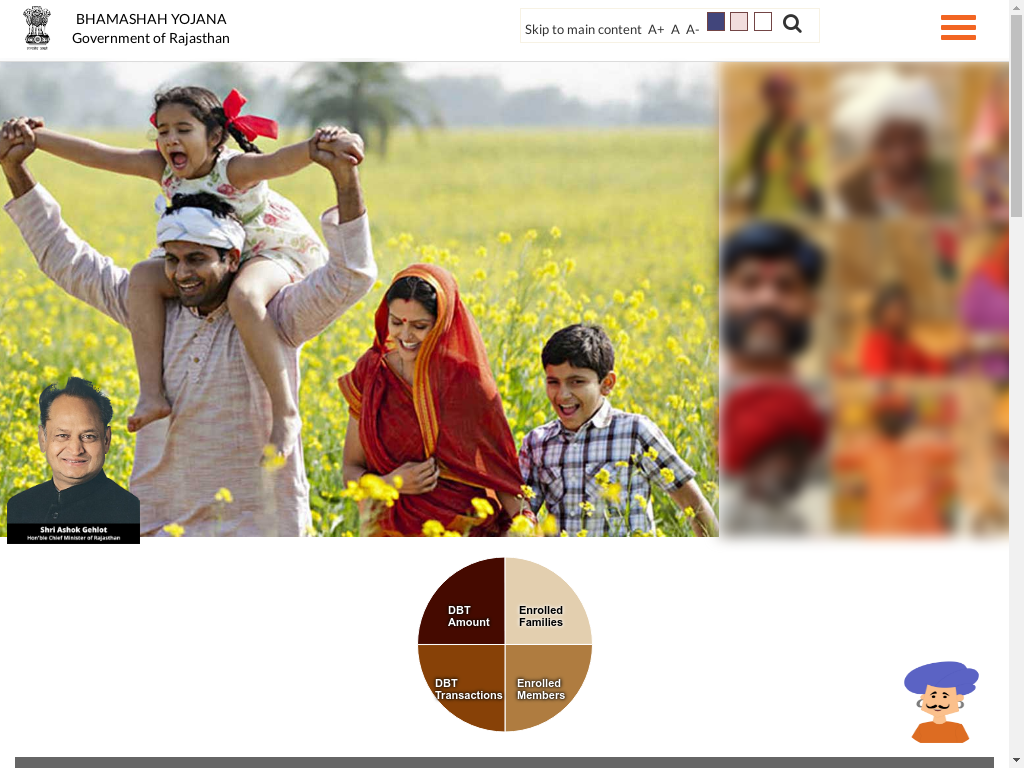 BHAMASHAH YOJANA
Government of Rajasthan
Skip to main content A+ A A-
Shri Ashok Gehlot
Hon'ble Chief Minister of Rajasthan
DBT
Amount
Enrolled
Families
DBT
Transactions
Enrolled
Members